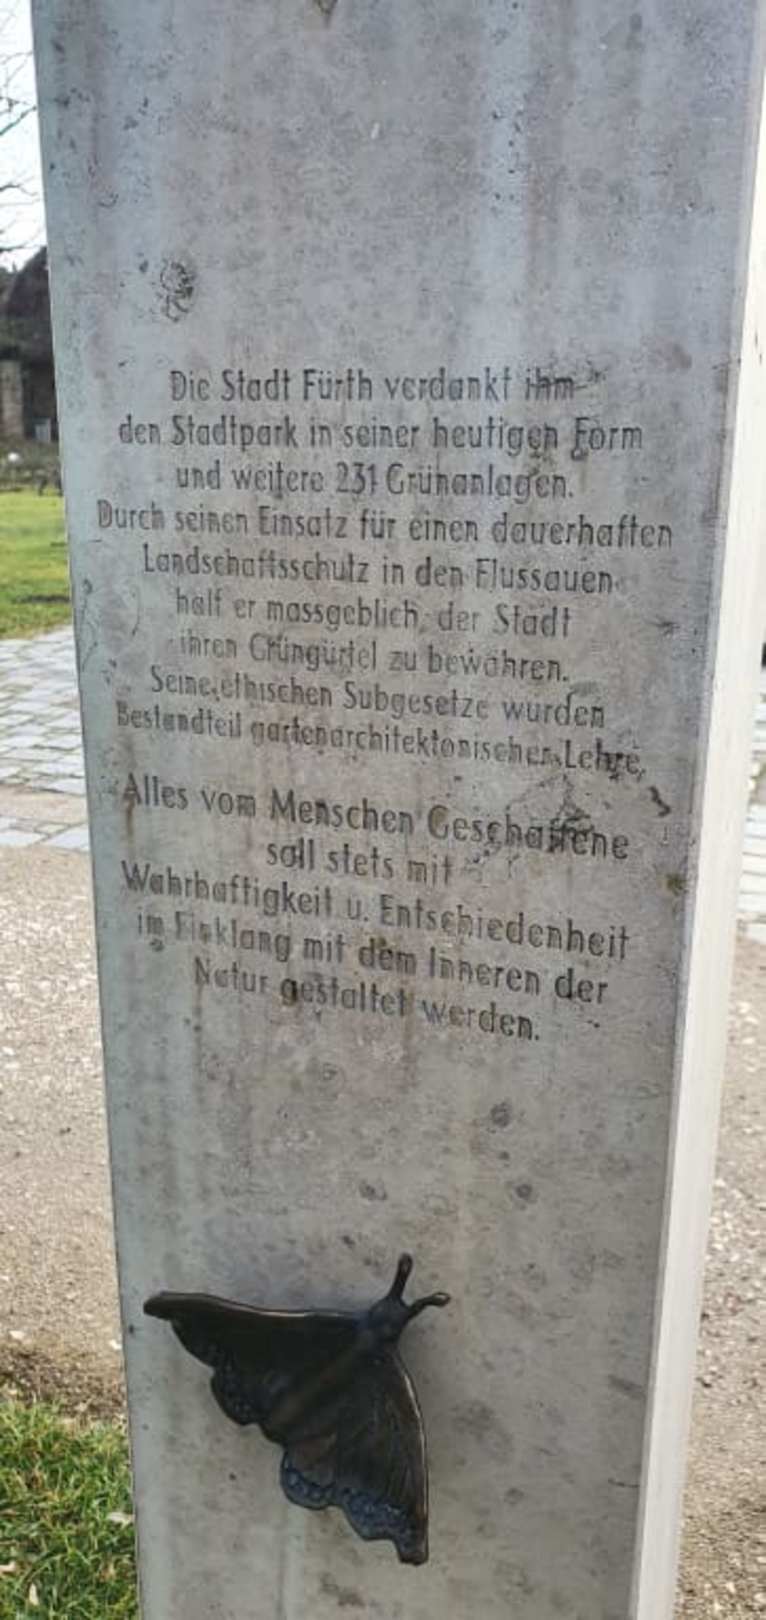 Die Stadt Fürth verdankt ihm
den Stadtpark in seiner heutigen Form
und weitere 231 Grünanlagen.
Durch seinen Einsatz für einen dauerhaften
Landschaftsschutz in den Flussauen
half er massgeblich, der Stadt
ihren Grüngürtel zu bewahren.
Seine ethischen Subgesetze wurden
Bestandteil gartenarchitektonischer Lehre,
Alles vom Menschen Geschaffene
soll stets mit
Wahrhaftigkeit u. Entschiedenheit
im Einklang mit dem Inneren der
Natur gestaltet werden.